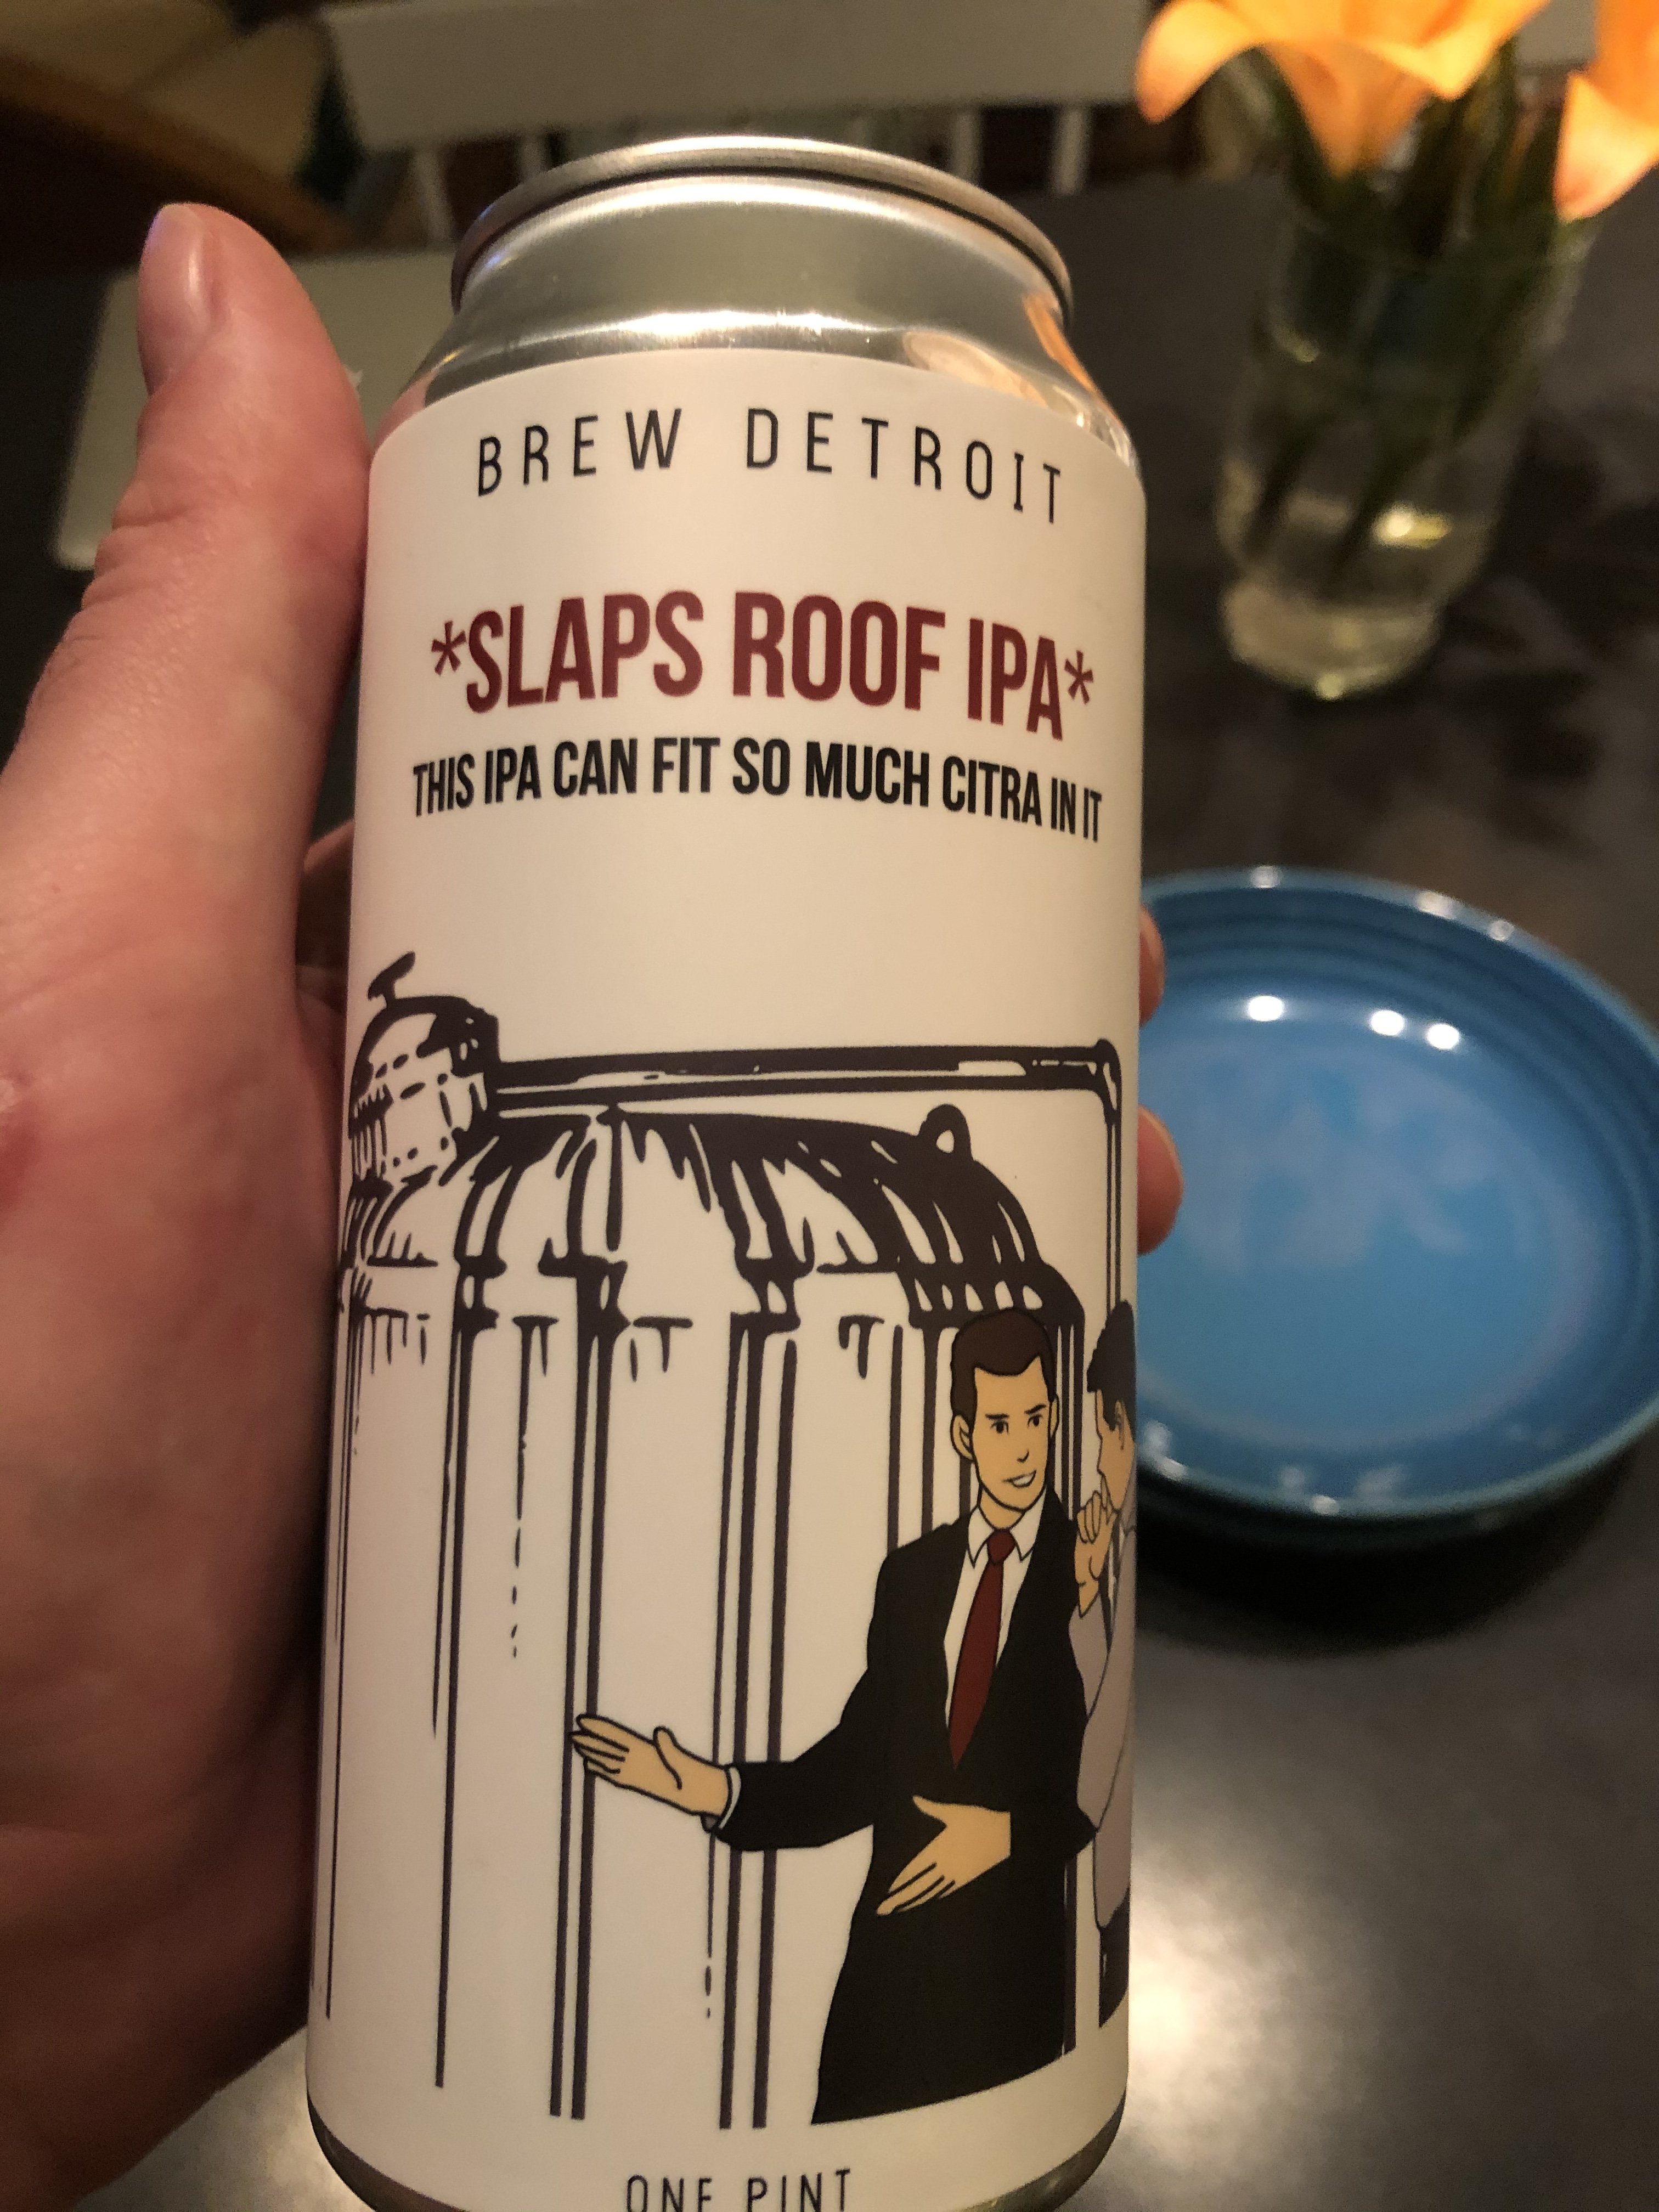 BREW DETROIT
*SLAPS ROOF IPA*
THIS IPA CAN FIT SO MUCH CITRA IN IT
ONE PINT